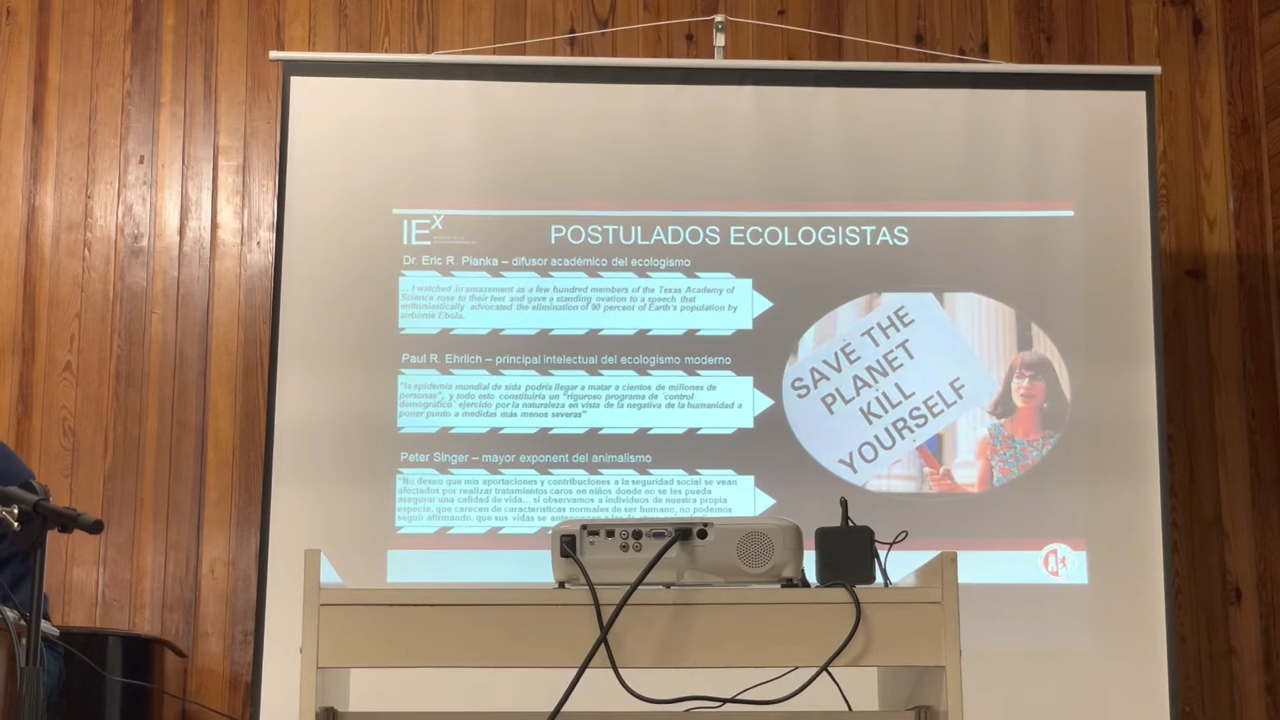 IEX
POSTULADOS ECOLOGISTAS
Dr. Eric R. Pianka – difusor académico del ecologismo
... I watched in amazement as a few hundred members of the Texas Academy of
Science rose to their feet and gave a standing ovation to a speech that
enthusiastically advocated the elimination of 90 percent of Earth's population by
airborne Ebola.
Paul R. Ehrlich – principal intelectual del ecologismo moderno
"la epidemia mundial de sida podría llegar a matar a cientos de millones de
personas", y todo esto constituiría un "riguroso programa de ´control
demográfico´ ejercido por la naturaleza en vista de la negativa de la humanidad a
poner punto a medidas más menos severas"
Peter Singer – mayor exponent del animalismo
"No deseo que mis aportaciones y contribuciones a la seguridad social se vean
afectados por realizar tratamientos caros en niños donde no se les pueda
asegurar una calidad de vida... si observamos a individuos de nuestra propia
especie, que carecen de características normales de ser humano, no podemos
seguir afirmando, que sus vidas se
SAVE THE
PLANET
KILL
YOURSELF